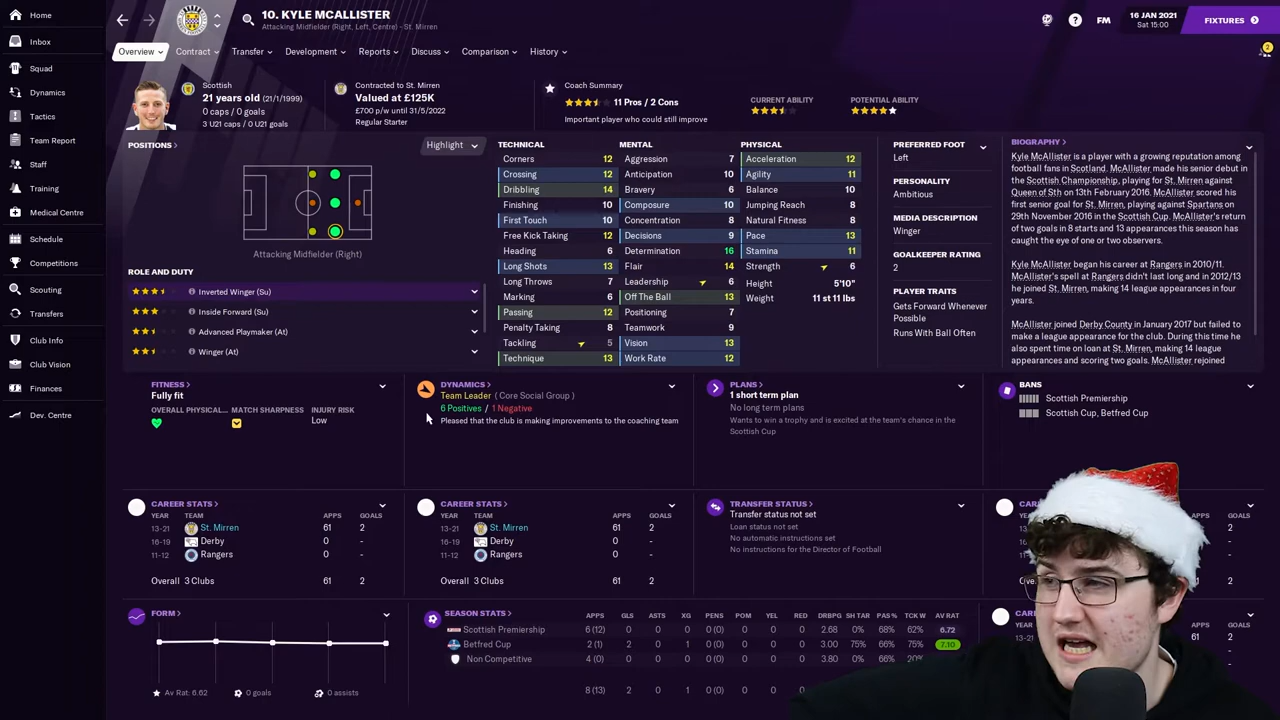 Home
Inbox
Squad
Dynamics
Tactics
Team Report
Staff
Training
Medical Centre
Schedule
Competitions
Scouting
Transfers
Club Info
Club Vision
Finances
Dev. Centre
10. KYLE MCALLISTER
Attacking Midfielder (Right, Left, Centre) - St. Mirren
FM
16 JAN 2021
Sat 15:00
FIXTURES
2
Overview
Contract
Transfer
Development
Reports
Discuss
Comparison
History
Scottish
21 years old (21/1/1999)
0 caps / 0 goals
3 U21 caps / 0 U21 goals
Contracted to St. Mirren
Valued at £125K
£700 p/w until 31/5/2022
Regular Starter
Coach Summary
11 Pros / 2 Cons
Important player who could still improve
CURRENT ABILITY
POTENTIAL ABILITY
POSITIONS
Highlight
Attacking Midfielder (Right)
ROLE AND DUTY
Inverted Winger (Su)
Inside Forward (Su)
Advanced Playmaker (At)
Winger (At)
TECHNICAL
Corners 12
Crossing 12
Dribbling 14
Finishing 10
First Touch 10
Free Kick Taking 12
Heading 6
Long Shots 13
Long Throws 7
Marking 6
Passing 12
Penalty Taking 8
Tackling 5
Technique 13
MENTAL
Aggression 7
Anticipation 10
Bravery 6
Composure 10
Concentration 8
Decisions 9
Determination 16
Flair 14
Leadership 6
Off The Ball 13
Positioning 7
Teamwork 9
Vision 13
Work Rate 12
PHYSICAL
Acceleration 12
Agility 11
Balance 10
Jumping Reach 8
Natural Fitness 8
Pace 13
Stamina 11
Strength 6
Height 5'10"
Weight 11 st 11 lbs
PREFERRED FOOT
Left
PERSONALITY
Ambitious
MEDIA DESCRIPTION
Winger
GOALKEEPER RATING
2
PLAYER TRAITS
Gets Forward Whenever
Possible
Runs With Ball Often
BIOGRAPHY
Kyle McAllister is a player with a growing reputation among
football fans in Scotland. McAllister made his senior debut in
the Scottish Championship, playing for St. Mirren against
Queen of Sth on 13th February 2016. McAllister scored his
first senior goal for St. Mirren, playing against Spartans on
29th November 2016 in the Scottish Cup. McAllister's return
of two goals in 8 starts and 13 appearances this season has
caught the eye of one or two observers.
Kyle McAllister began his career at Rangers in 2010/11.
McAllister's spell at Rangers didn't last long and in 2012/13
he joined St. Mirren, making 14 league appearances in four
years.
McAllister joined Derby County in January 2017 but failed to
make a league appearance for the club. During this time he
also spent time on loan at St. Mirren, making 14 league
appearances and scoring two goals. McAllister rejoined
FITNESS
Fully fit
OVERALL PHYSICAL...
MATCH SHARPNESS
INJURY RISK
Low
DYNAMICS
Team Leader ( Core Social Group )
6 Positives / 1 Negative
Pleased that the club is making improvements to the coaching team
PLANS
1 short term plan
No long term plans
Wants to win a trophy and is excited at the team's chance in the
Scottish Cup
BANS
Scottish Premiership
Scottish Cup, Betfred Cup
CAREER STATS
YEAR TEAM APPS GOALS
13-21 St. Mirren 61 2
16-19 Derby 0 -
11-12 Rangers 0 -
Overall 3 Clubs 61 2
CAREER STATS
YEAR TEAM APPS GOALS
13-21 St. Mirren 61 2
16-19 Derby 0 -
11-12 Rangers 0 -
Overall 3 Clubs 61 2
TRANSFER STATUS
Transfer status not set
Loan status not set
No automatic instructions set
No instructions for the Director of Football
APPS GOALS
61 2
0 -
0 -
61 2
FORM
Av Rat: 6.62
0 goals
0 assists
SEASON STATS
APPS GLS ASTS XG PENS POM YEL RED DRBPG SH TAR PAS % TCK W AV RAT
Scottish Premiership 6 (12) 0 0 0 0 (0) 0 0 0 2.68 0% 68% 62% 6.72
Betfred Cup 2 (1) 2 0 1 0 (0) 0 0 0 3.00 75% 66% 75% 7.10
Non Competitive 4 (0) 0 0 0 0 (0) 0 0 0 3.80 0% 66% 20%
8 (13) 2 0 1 0 (0) 0 0
13-21
61 2